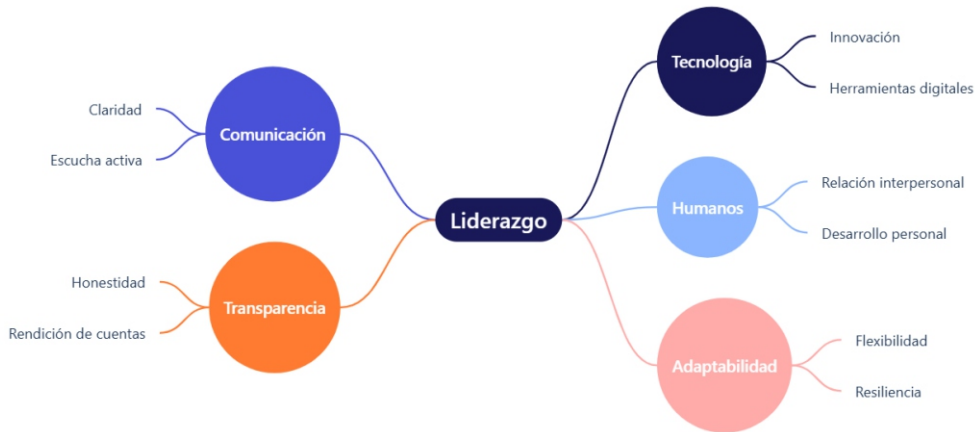 Liderazgo
Comunicación
Claridad
Escucha activa
Transparencia
Honestidad
Rendición de cuentas
Tecnología
Innovación
Herramientas digitales
Humanos
Relación interpersonal
Desarrollo personal
Adaptabilidad
Flexibilidad
Resiliencia